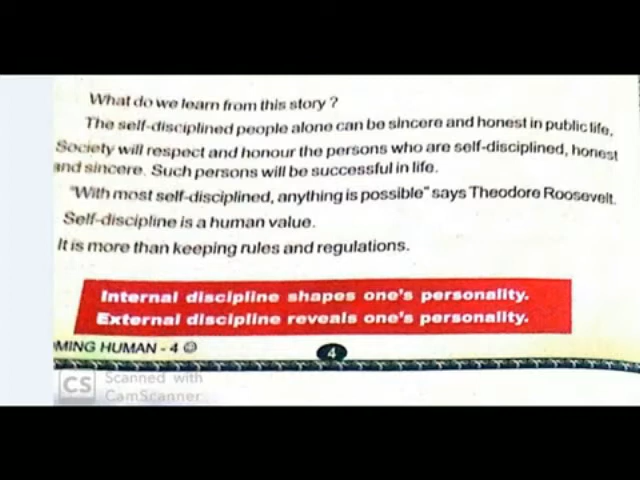 What do we learn from this story ?
The self-disciplined people alone can be sincere and honest in public life,
Society will respect and honour the persons who are self-disciplined, honest
and sincere. Such persons will be successful in life.
"With most self-disciplined, anything is possible" says Theodore Roosevelt.
Self-discipline is a human value.
It is more than keeping rules and regulations.
Internal discipline shapes one's personality.
External discipline reveals one's personality.
OMING HUMAN - 4 ☺
4
CS Scanned with
CamScanner